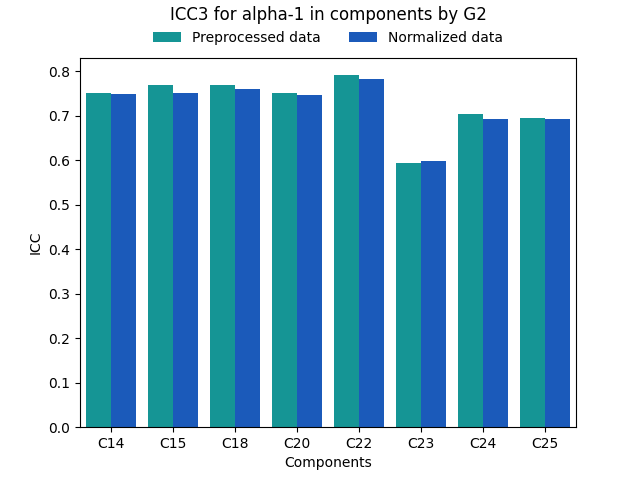 ICC3 for alpha-1 in components by G2
Preprocessed data
Normalized data
0.8
0.7
0.6
0.5
0.4
0.3
0.2
0.1
0.0
ICC
C14 C15 C18 C20 C22 C23 C24 C25
Components